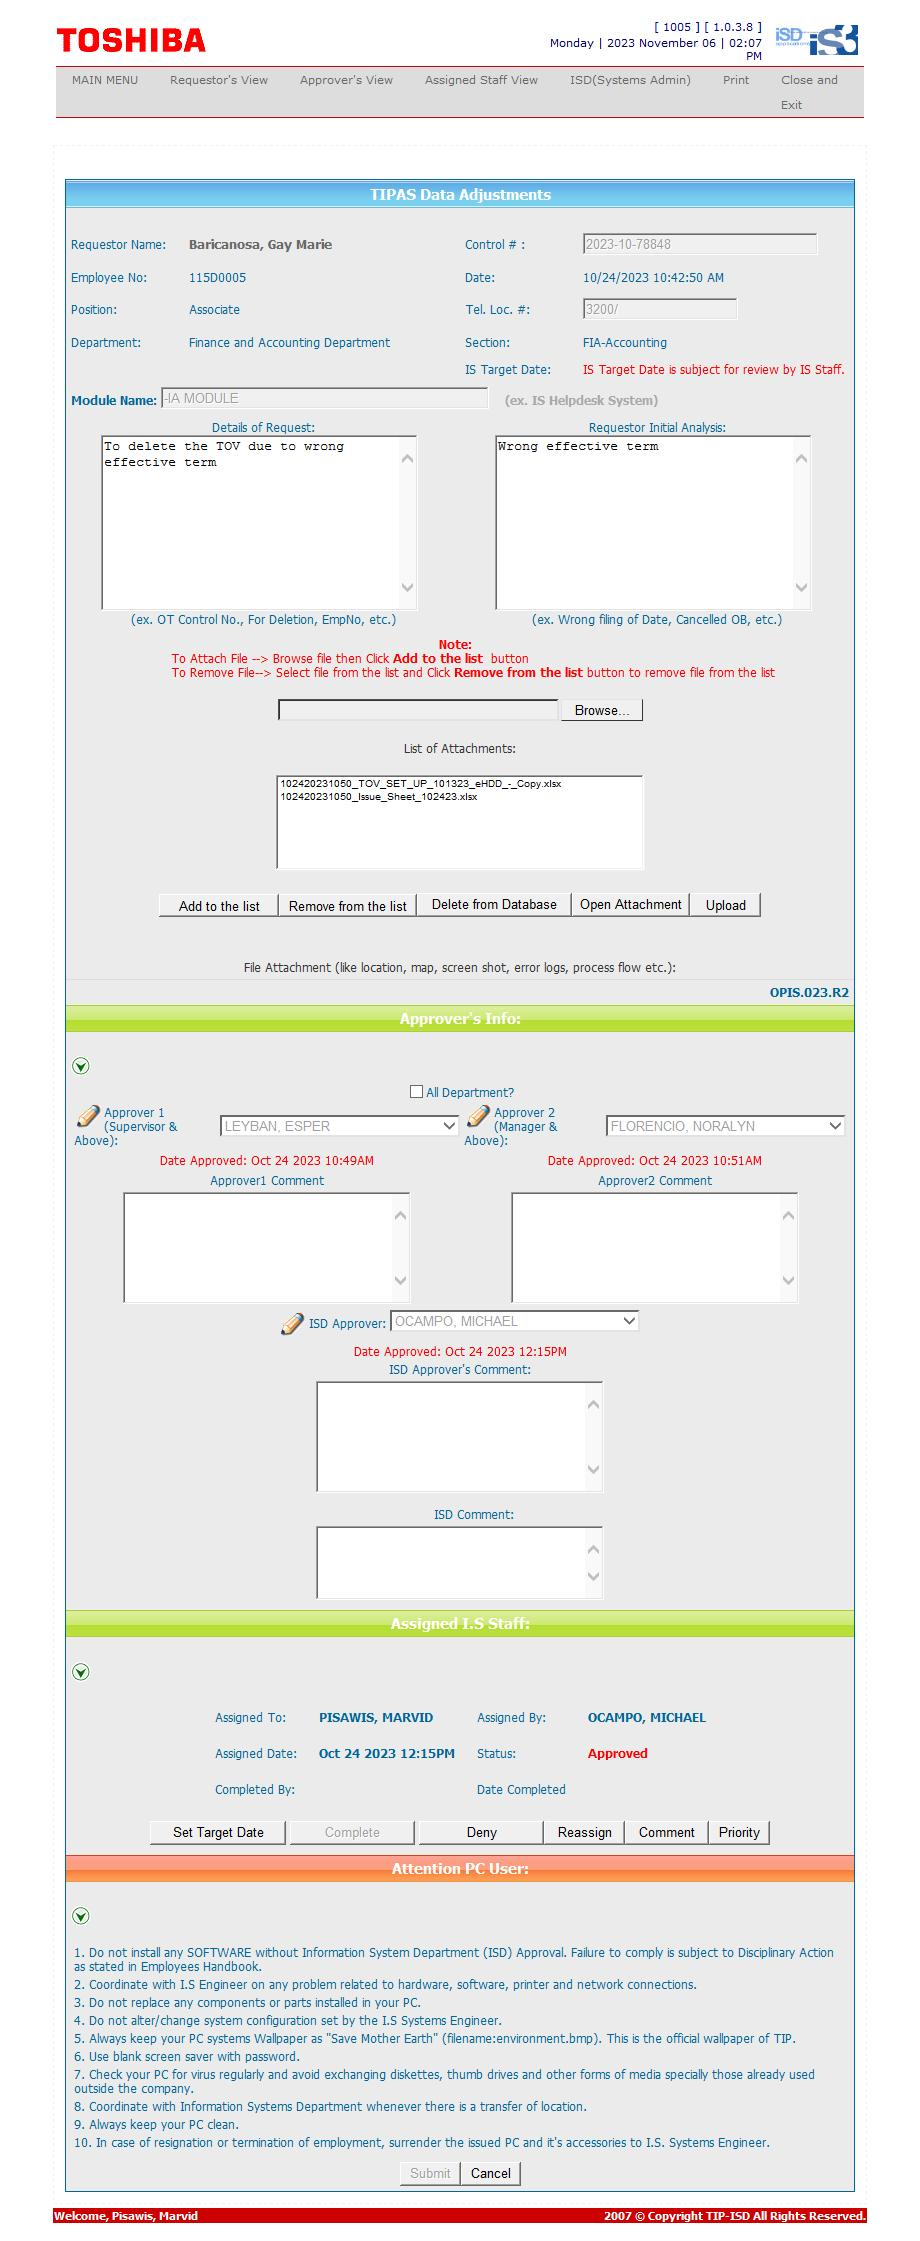 TOSHIBA
[ 1005 ] [ 1.0.3.8 ]
Monday | 2023 November 06 | 02:07
PM
ISD
iS3
MAIN MENU Requestor's View Approver's View Assigned Staff View ISD(Systems Admin) Print Close and
Exit
TIPAS Data Adjustments
Requestor Name: Baricanosa, Gay Marie Control # : 2023-10-78848
Employee No: 115D0005 Date: 10/24/2023 10:42:50 AM
Position: Associate Tel. Loc. #: 3200/
Department: Finance and Accounting Department Section: FIA-Accounting
IS Target Date: IS Target Date is subject for review by IS Staff.
Module Name: -IA MODULE (ex. IS Helpdesk System)
Details of Request: Requestor Initial Analysis:
To delete the TOV due to wrong Wrong effective term
effective term
(ex. OT Control No., For Deletion, EmpNo, etc.) (ex. Wrong filing of Date, Cancelled OB, etc.)
Note:
To Attach File --> Browse file then Click Add to the list button
To Remove File--> Select file from the list and Click Remove from the list button to remove file from the list
Browse...
List of Attachments:
102420231050_TOV_SET_UP_101323_eHDD_-_Copy.xlsx
102420231050_Issue_Sheet_102423.xlsx
Add to the list Remove from the list Delete from Database Open Attachment Upload
File Attachment (like location, map, screen shot, error logs, process flow etc.):
OPIS.023.R2
Approver's Info:
All Department?
Approver 1 Approver 2
(Supervisor & LEYBAN, ESPER (Manager & FLORENCIO, NORALYN
Above): Above):
Date Approved: Oct 24 2023 10:49AM Date Approved: Oct 24 2023 10:51AM
Approver1 Comment Approver2 Comment
ISD Approver: OCAMPO, MICHAEL
Date Approved: Oct 24 2023 12:15PM
ISD Approver's Comment:
ISD Comment:
Assigned I.S Staff:
Assigned To: PISAWIS, MARVID Assigned By: OCAMPO, MICHAEL
Assigned Date: Oct 24 2023 12:15PM Status: Approved
Completed By: Date Completed
Set Target Date Complete Deny Reassign Comment Priority
Attention PC User:
1. Do not install any SOFTWARE without Information System Department (ISD) Approval. Failure to comply is subject to Disciplinary Action
as stated in Employees Handbook.
2. Coordinate with I.S Engineer on any problem related to hardware, software, printer and network connections.
3. Do not replace any components or parts installed in your PC.
4. Do not alter/change system configuration set by the I.S Systems Engineer.
5. Always keep your PC systems Wallpaper as "Save Mother Earth" (filename:environment.bmp). This is the official wallpaper of TIP.
6. Use blank screen saver with password.
7. Check your PC for virus regularly and avoid exchanging diskettes, thumb drives and other forms of media specially those already used
outside the company.
8. Coordinate with Information Systems Department whenever there is a transfer of location.
9. Always keep your PC clean.
10. In case of resignation or termination of employment, surrender the issued PC and it's accessories to I.S. Systems Engineer.
Submit Cancel
Welcome, Pisawis, Marvid 2007 © Copyright TIP-ISD All Rights Reserved.